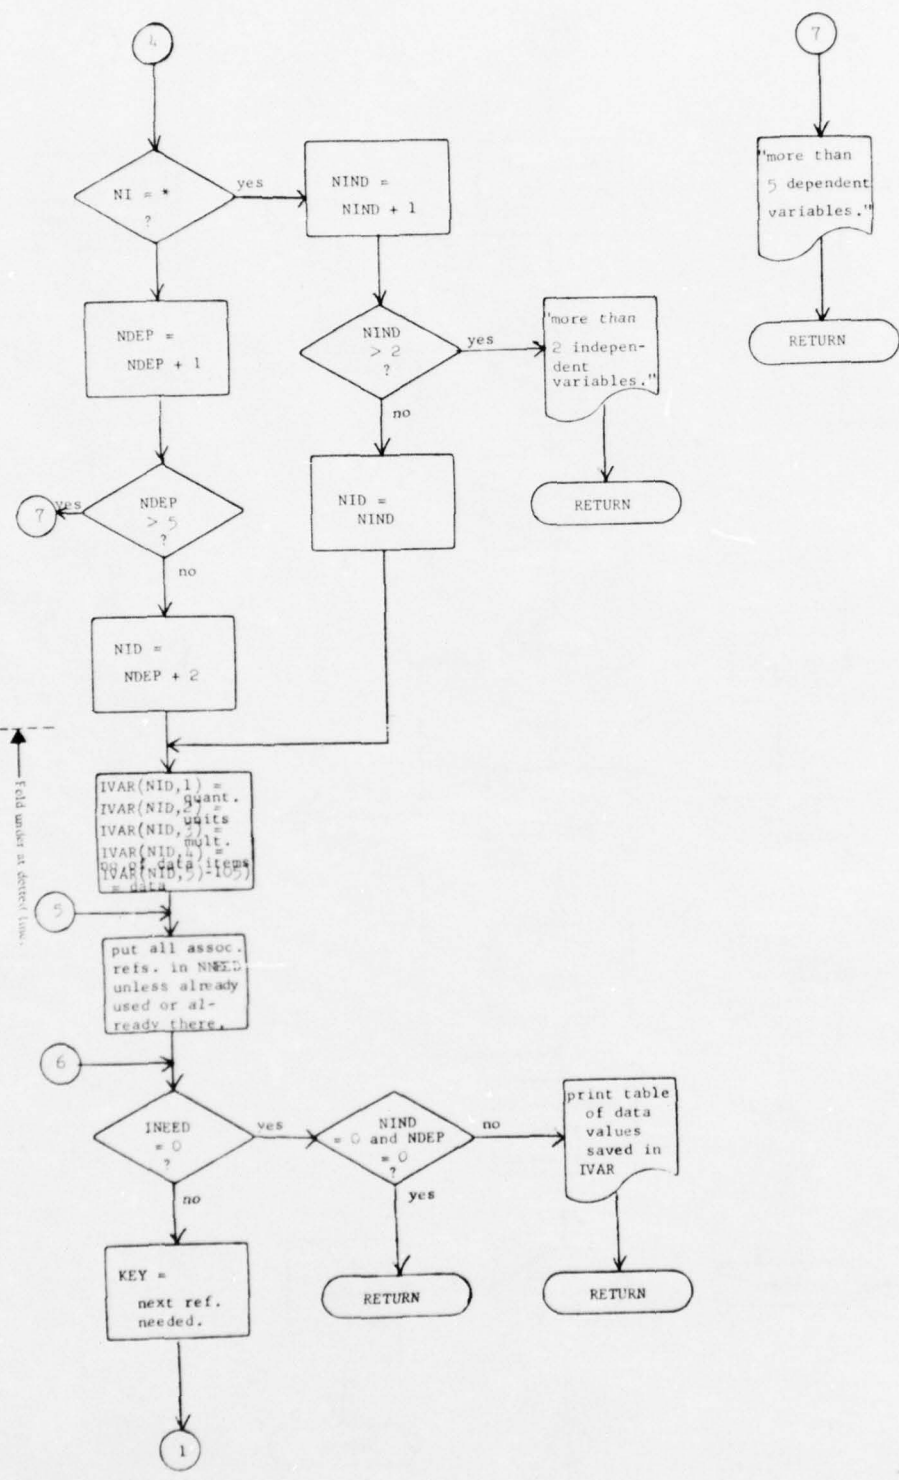 4
NI = *
?
yes
NIND =
NIND + 1
NDEP =
NDEP + 1
NIND
> 2
?
yes
no
"more than
2 indepen-
dent
variables."
RETURN
7
"more than
5 dependent
variables."
RETURN
NDEP
> 5
?
yes
7
no
NID =
NIND
NID =
NDEP + 2
Fold under at dotted line.
IVAR(NID,1) =
quant.
IVAR(NID,2) =
units
IVAR(NID,3) =
mult.
IVAR(NID,4) =
no of data items
IVAR(NID,5)-105)
= data
5
put all assoc.
refs. in NNEED
unless already
used or al-
ready there.
6
INEED
= 0
?
yes
no
NIND
= 0 and NDEP
= 0
?
no
yes
print table
of data
values
saved in
IVAR
KEY =
next ref.
needed.
RETURN
RETURN
1